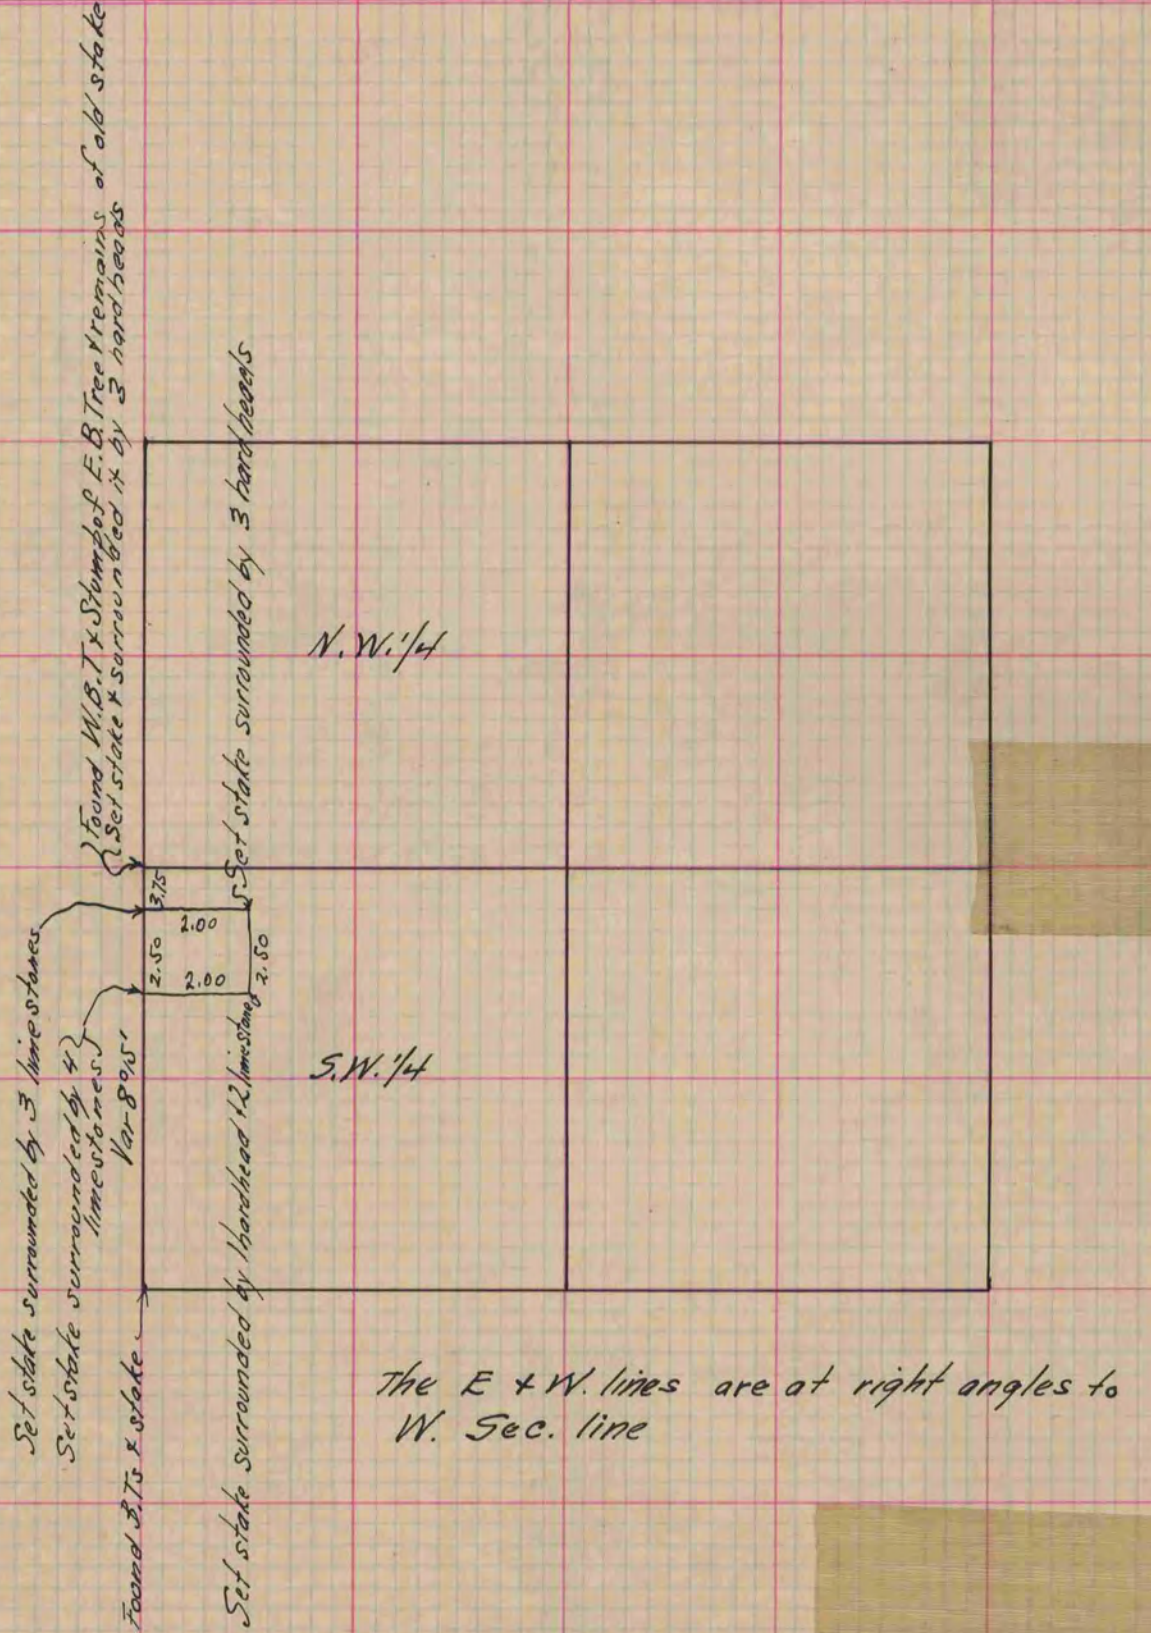 Found W.B.T & Stump of E.B.Tree & remains of old stake
Set stake & surrounded it by 3 hard heads
Set stake surrounded by 3 hard heads
N.W.1/4
3.75
2.00
2.50
2.50
2.00
Set stake surrounded by 3 limestones
Set stake surrounded by 4
limestones
Var 8°15'
S.W.1/4
Set stake surrounded by 1 hardhead & 2 limestone
Found B.Ts & stake
The E & W. lines are at right angles to
W. Sec. line